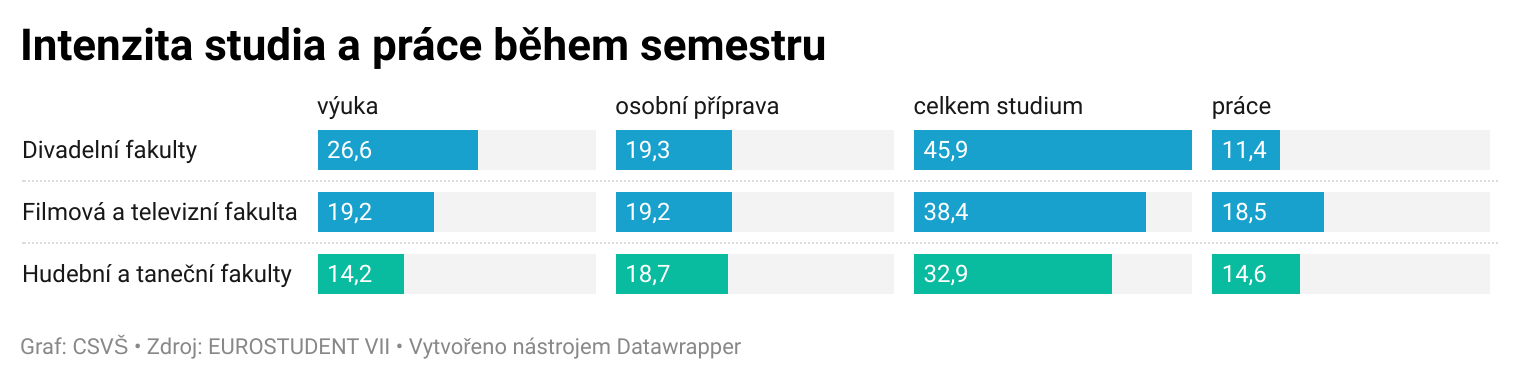 Intenzita studia a práce během semestru
výuka osobní příprava celkem studium práce
Divadelní fakulty 26,6 19,3 45,9 11,4
Filmová a televizní fakulta 19,2 19,2 38,4 18,5
Hudební a taneční fakulty 14,2 18,7 32,9 14,6
Graf: CSVŠ • Zdroj: EUROSTUDENT VII • Vytvořeno nástrojem Datawrapper